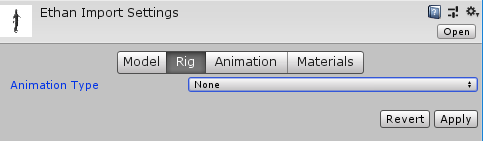 Ethan Import Settings
Open
Model Rig Animation Materials
Animation Type None
Revert Apply